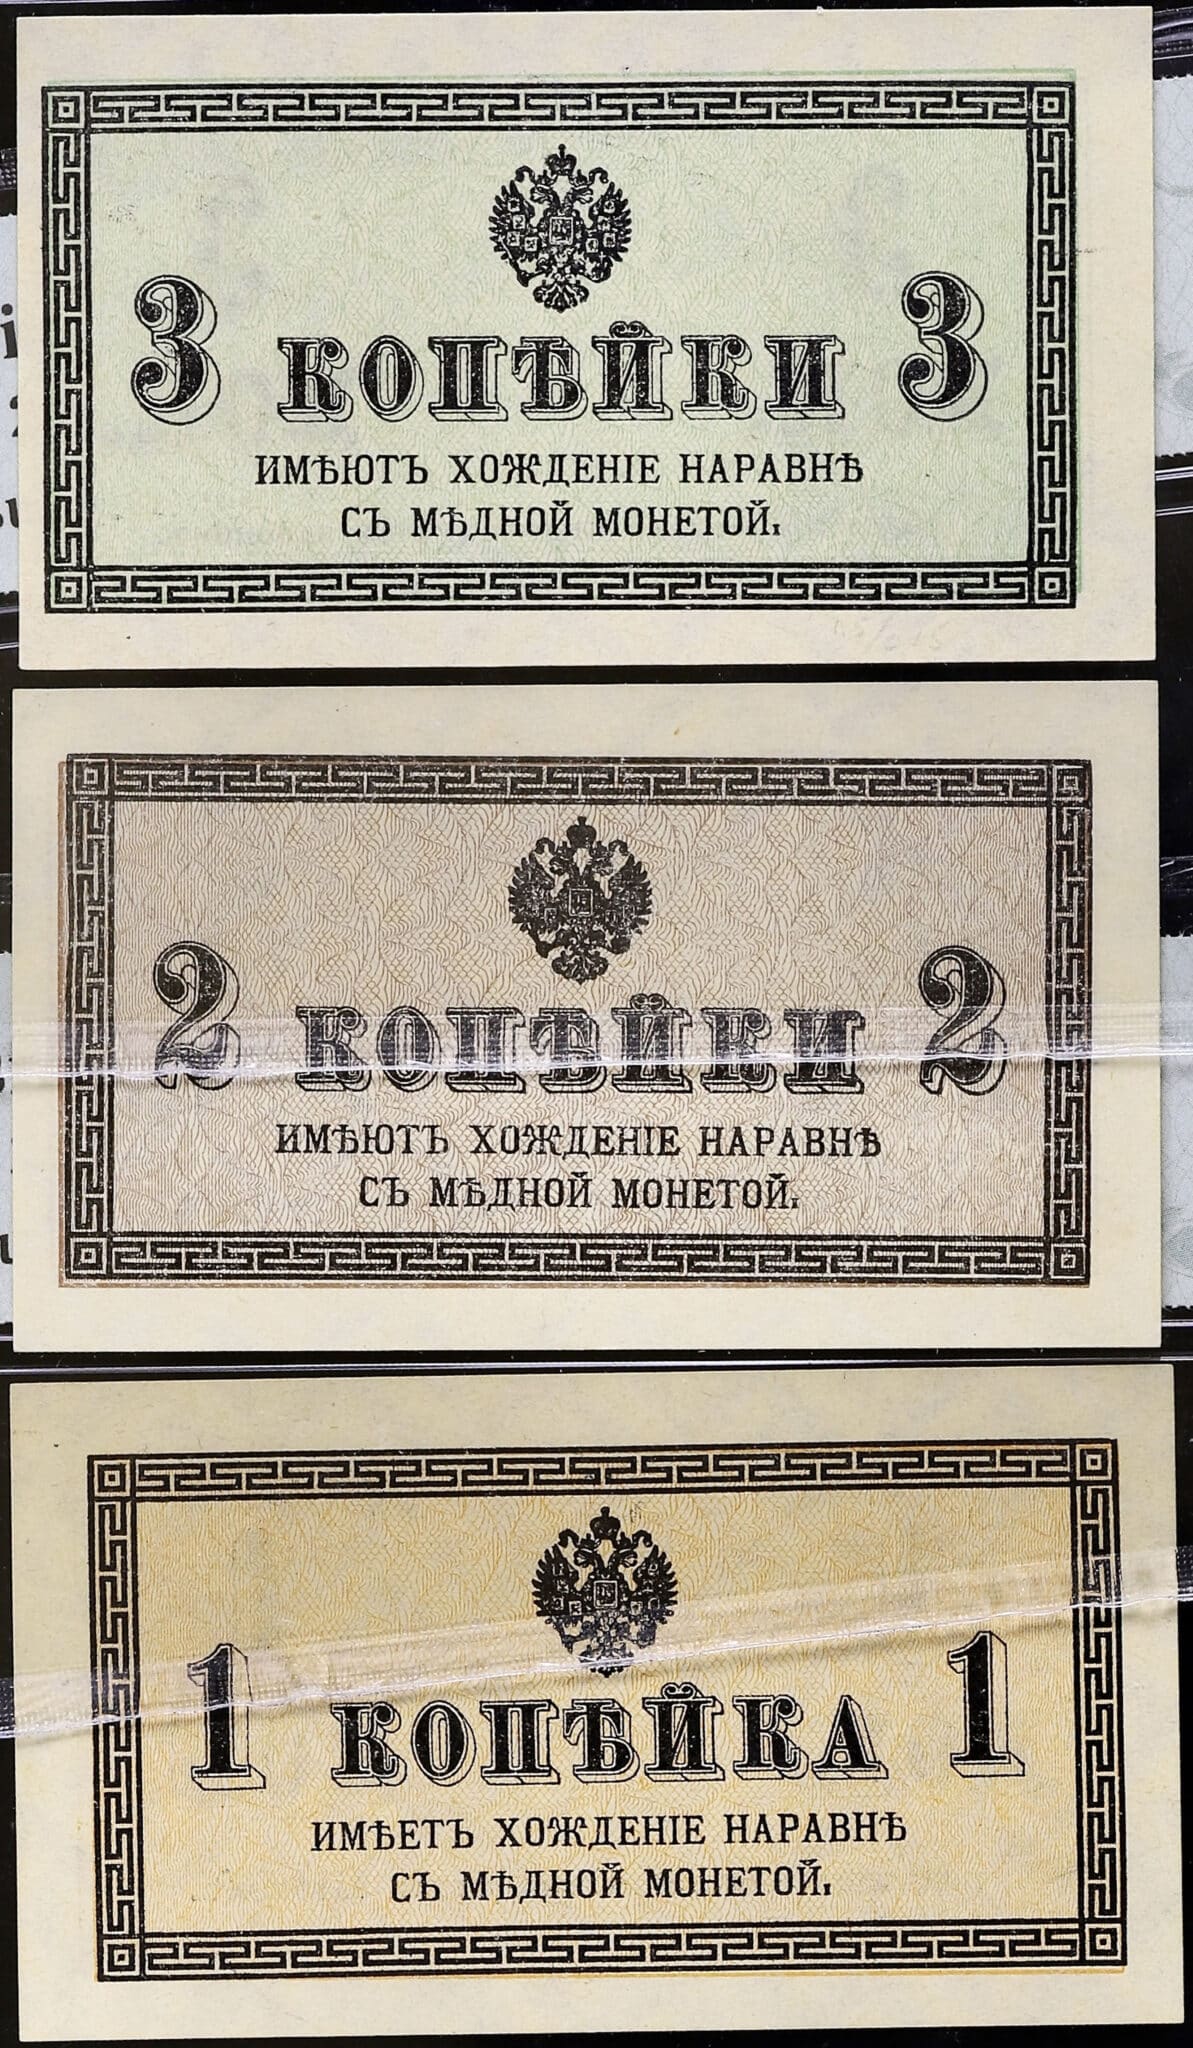 3 КОПѢЙКИ 3
ИМѢЮТЪ ХОЖДЕНІЕ НАРАВНѢ
СЪ МѢДНОЙ МОНЕТОЙ.
2 КОПѢЙКИ 2
ИМѢЮТЪ ХОЖДЕНІЕ НАРАВНѢ
СЪ МѢДНОЙ МОНЕТОЙ.
1 КОПѢЙКА 1
ИМѢЕТЪ ХОЖДЕНІЕ НАРАВНѢ
СЪ МѢДНОЙ МОНЕТОЙ.